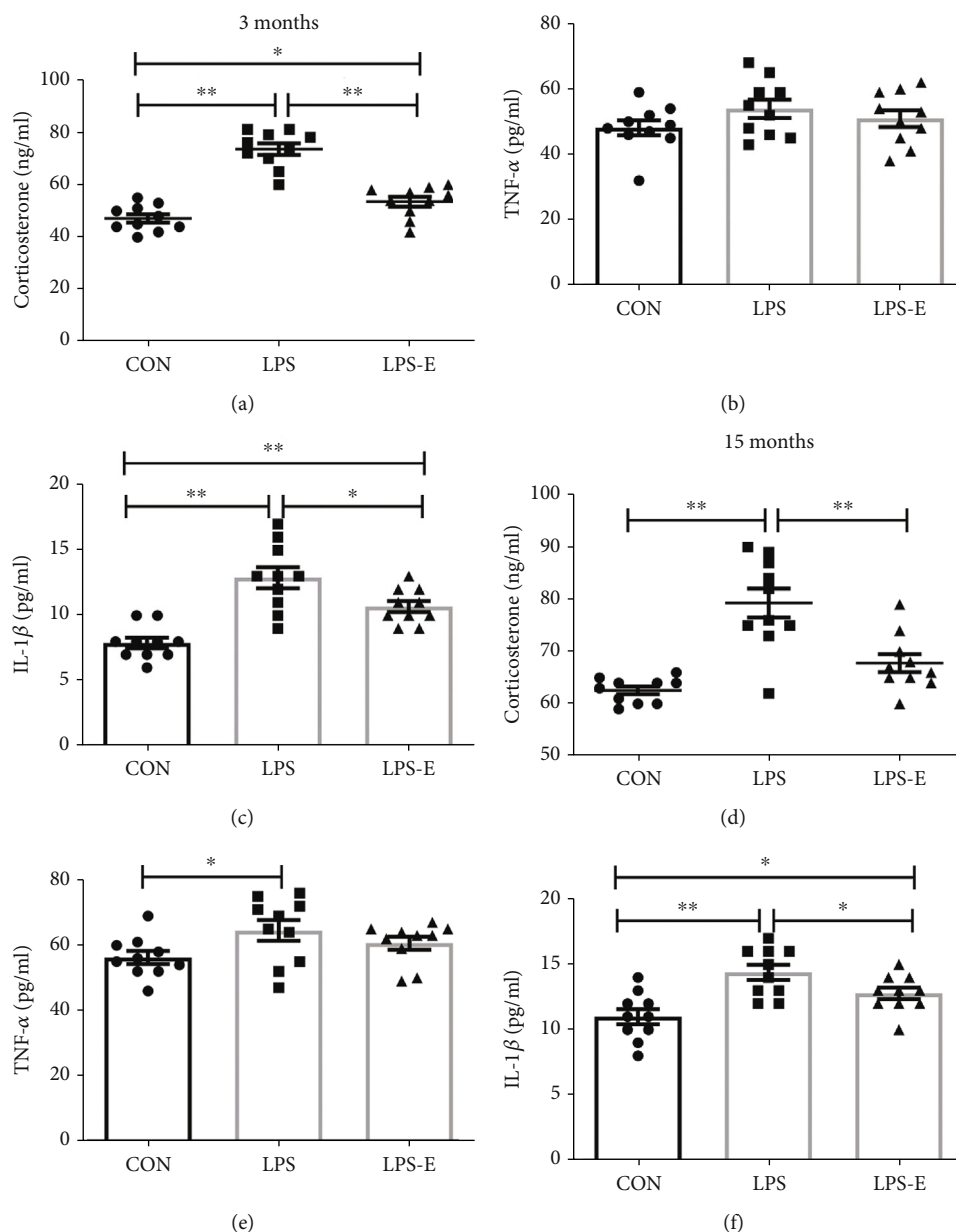 3 months
*
** **
Corticosterone (ng/ml)
100
80
60
40
20
0
CON LPS LPS-E
(a)
TNF-α (pg/ml)
80
60
40
20
0
CON LPS LPS-E
(b)
**
** *
IL-1β (pg/ml)
20
15
10
5
0
CON LPS LPS-E
(c)
15 months
** **
Corticosterone (ng/ml)
100
90
80
70
60
50
CON LPS LPS-E
(d)
*
TNF-α (pg/ml)
80
60
40
20
0
CON LPS LPS-E
(e)
*
** *
IL-1β (pg/ml)
20
15
10
5
0
CON LPS LPS-E
(f)